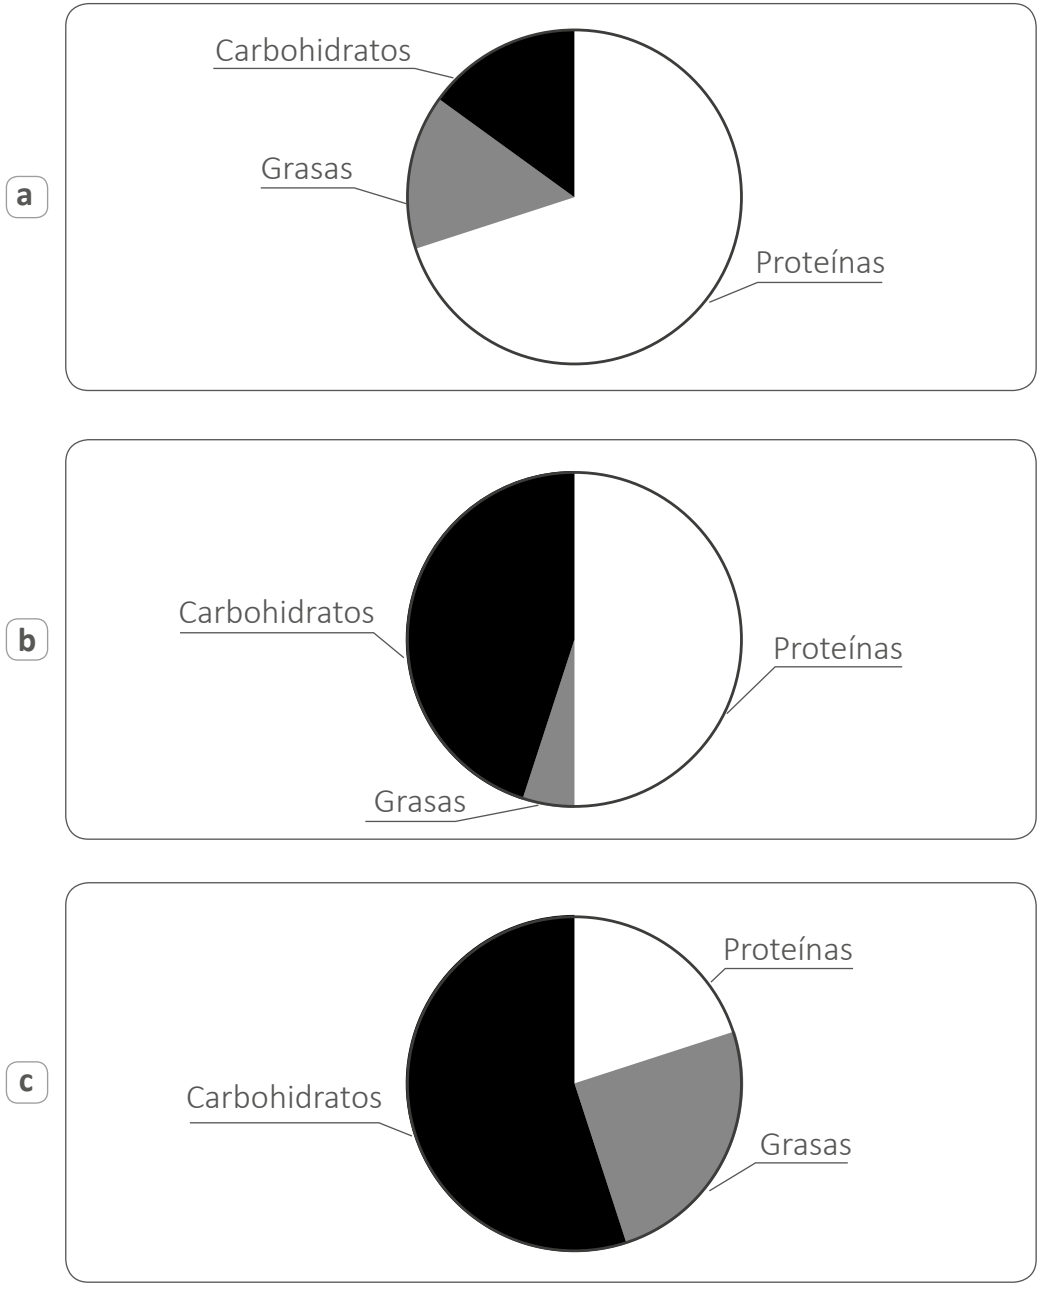 a
Carbohidratos
Grasas
Proteínas
b
Carbohidratos
Proteínas
Grasas
c
Proteínas
Carbohidratos
Grasas